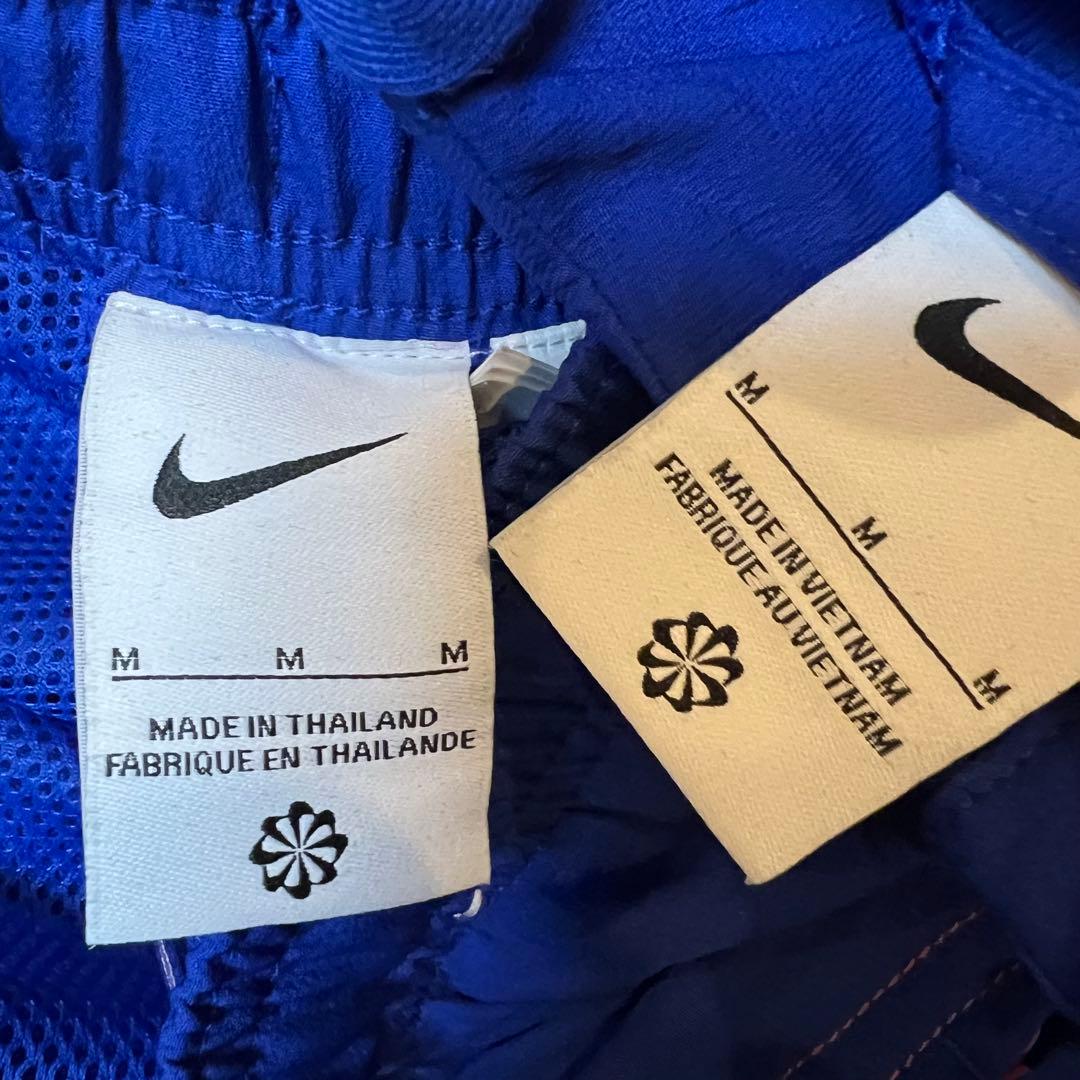 M M M
MADE IN THAILAND
FABRIQUE EN THAILANDE
M M M
MADE IN VIETNAM
FABRIQUE AU VIETNAM